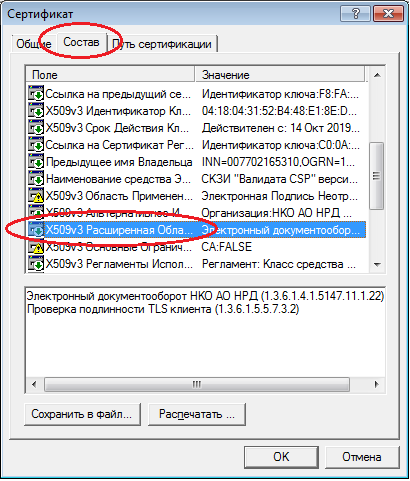 Сертификат
Общие Состав Путь сертификации
Поле Значение
Ссылка на предыдущий се... Идентификатор ключа:F8:FA:...
X509v3 Идентификатор Кл... 04:18:04:31:52:B4:48:E1:8E:D...
X509v3 Срок Действия Кл... Действителен с: 14 Окт 2019...
Ссылка на Сертификат Рег... Идентификатор ключа:C0:0A:...
Предыдущее имя Владельца INN=007702165310,OGRN=1...
Наименование средства Э... СКЗИ "Валидата CSP" верси...
X509v3 Область Применен... Электронная Подпись Неотр...
X509v3 Альтернативное И... Организация:НКО АО НРД ...
X509v3 Расширенная Обла... Электронный документообор...
X509v3 Основные Огранич... CA:FALSE
X509v3 Регламенты Испол... Регламент: Класс средства ...
Электронный документооборот НКО АО НРД (1.3.6.1.4.1.5147.11.1.22)
Проверка подлинности TLS клиента (1.3.6.1.5.5.7.3.2)
Сохранить в файл... Распечатать ...
OK Отмена